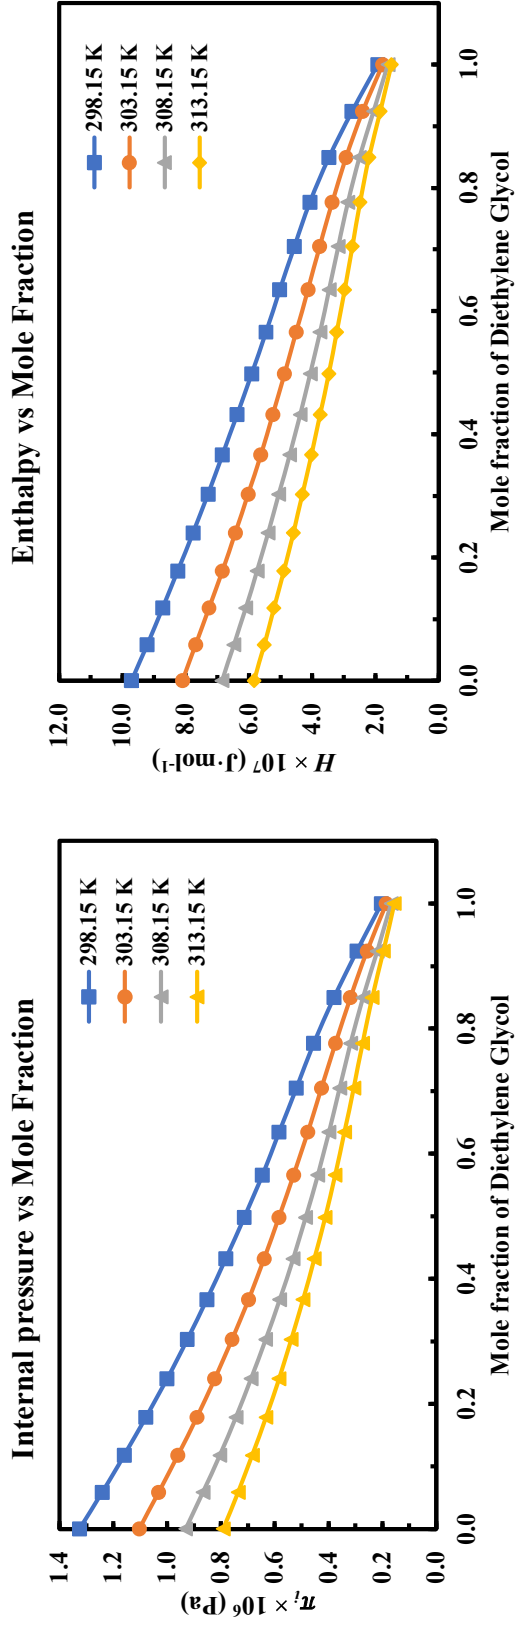 Internal pressure vs Mole Fraction
π i × 10⁶ (Pa)
1.4
1.2
1.0
0.8
0.6
0.4
0.2
0.0
298.15 K
303.15 K
308.15 K
313.15 K
0.0 0.2 0.4 0.6 0.8 1.0
Mole fraction of Diethylene Glycol
Enthalpy vs Mole Fraction
H × 10⁷ (J·mol⁻¹)
12.0
10.0
8.0
6.0
4.0
2.0
0.0
298.15 K
303.15 K
308.15 K
313.15 K
0.0 0.2 0.4 0.6 0.8 1.0
Mole fraction of Diethylene Glycol